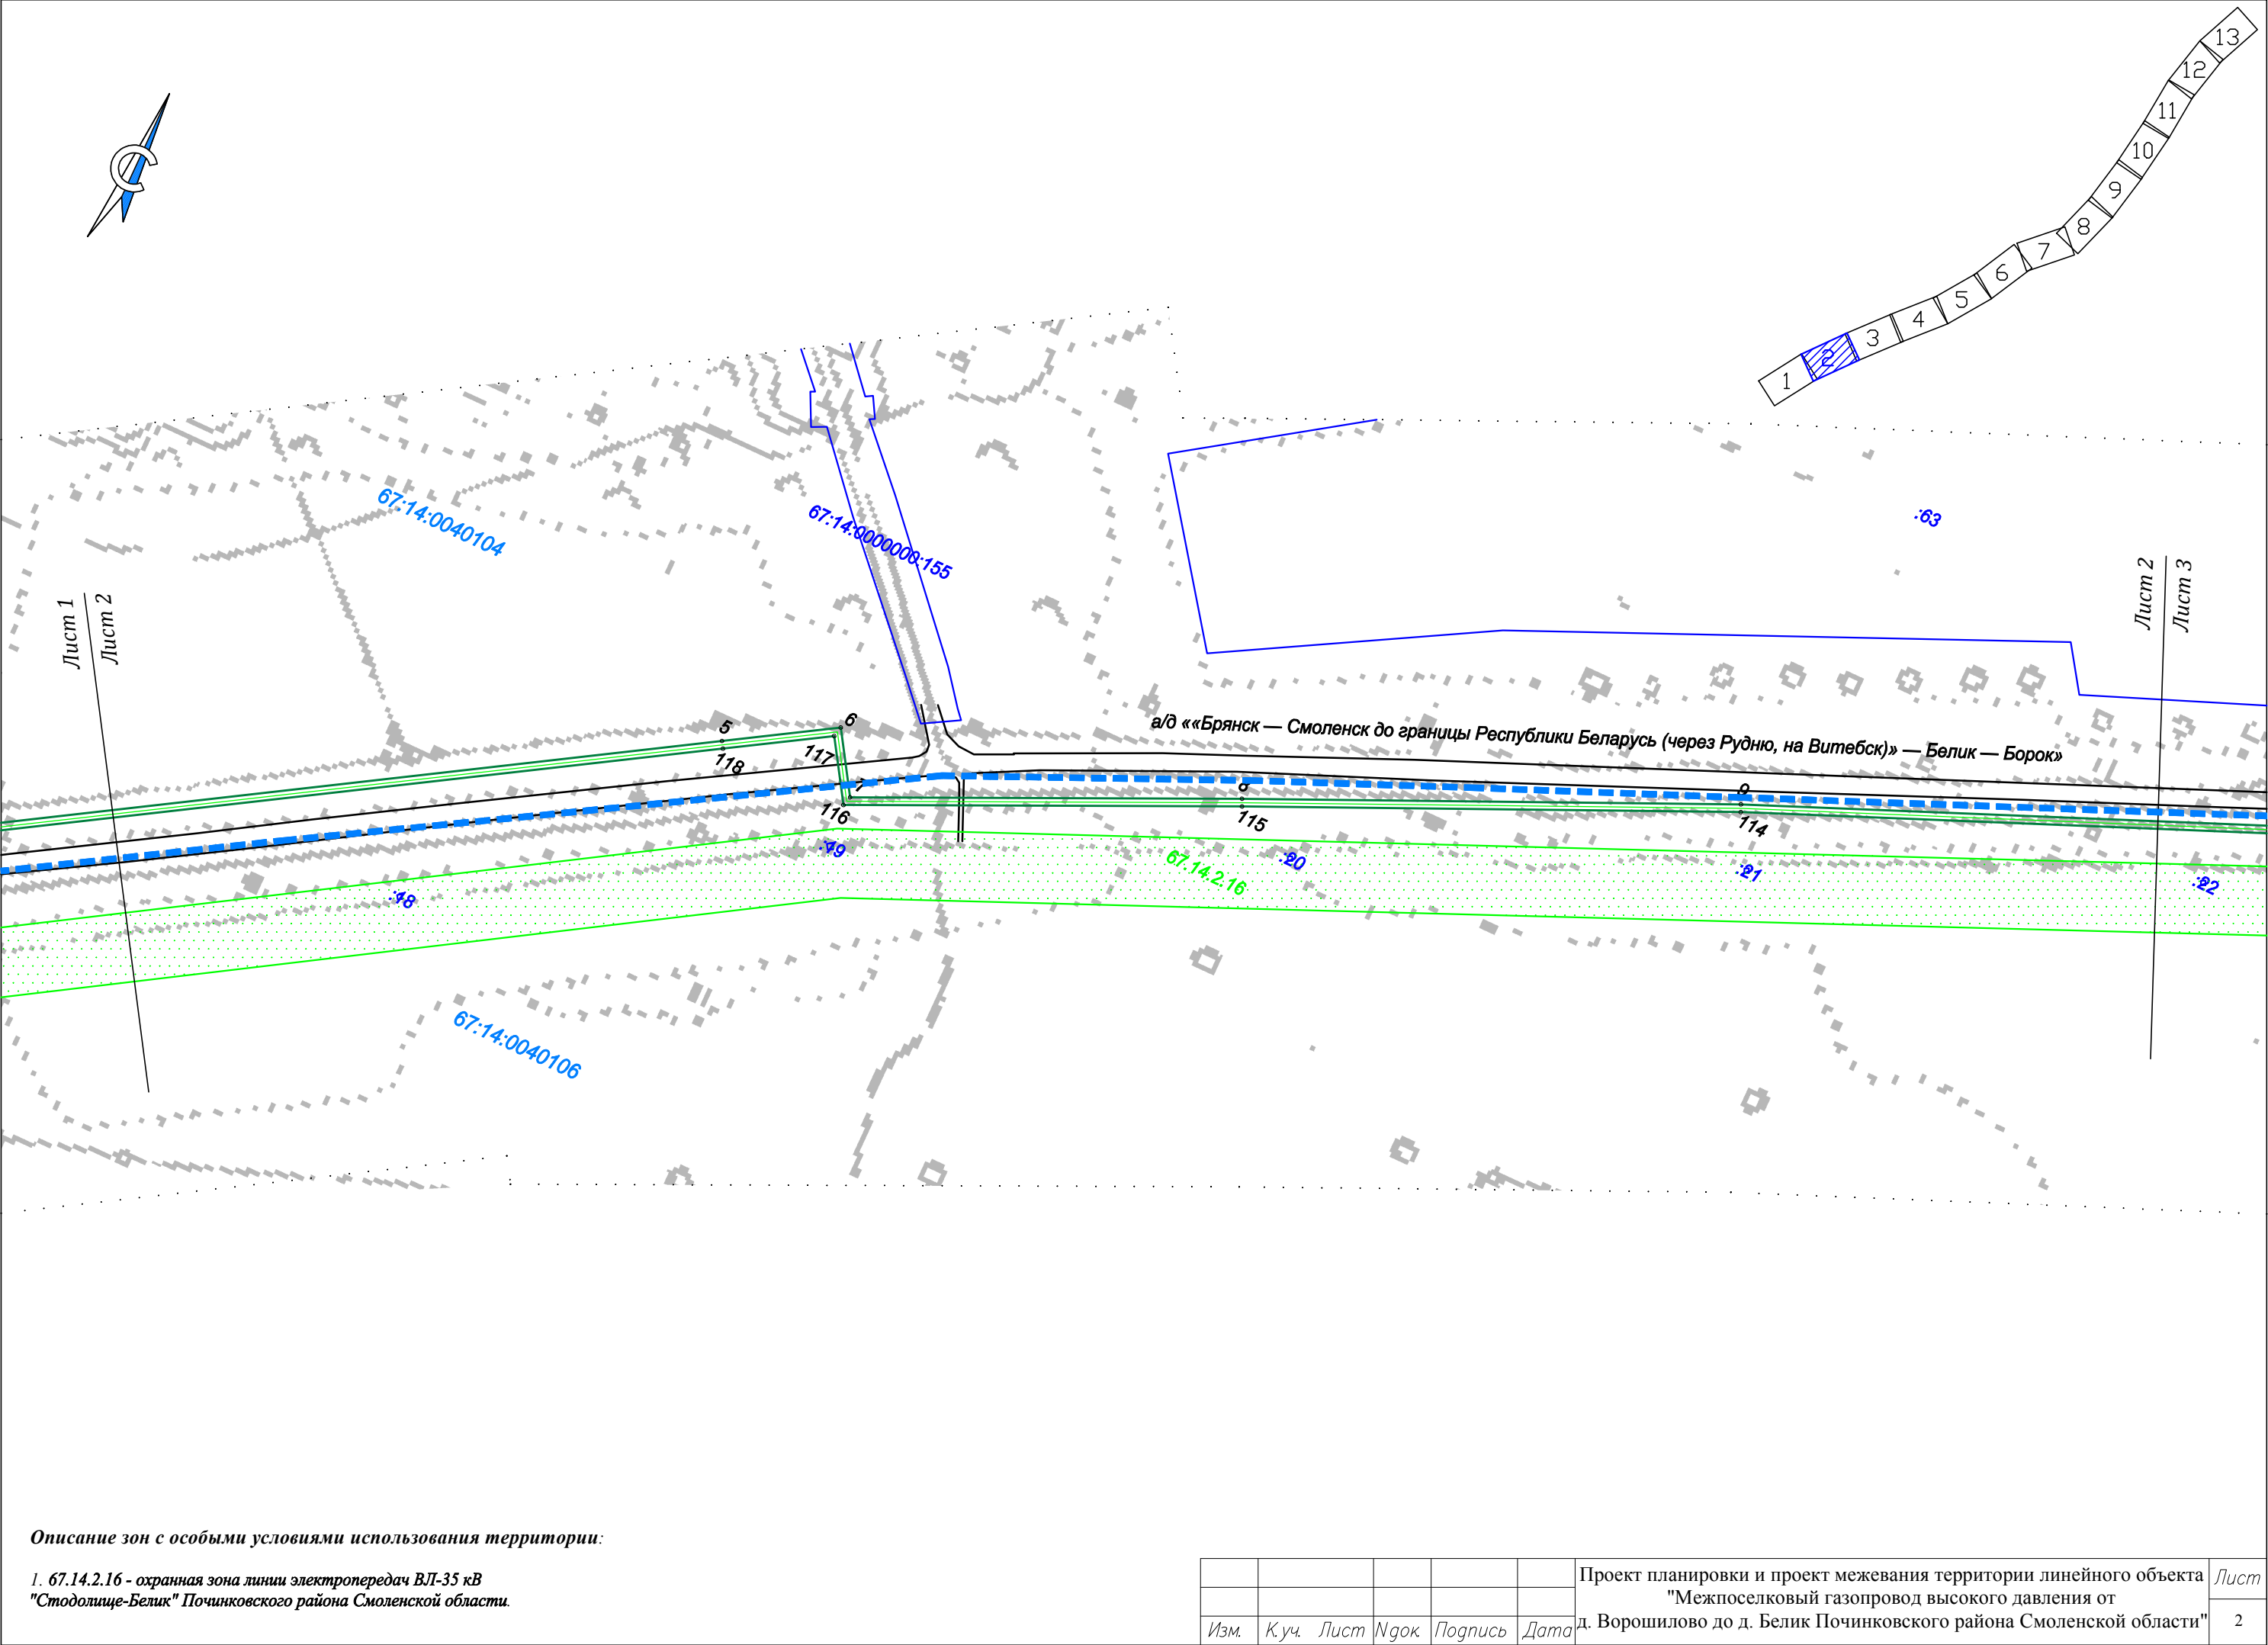 С
13
12
11
10
9
8
7
6
5
4
3
2
1
67:14:0040104
67:14:0000000:155
:63
Лист 1
Лист 2
Лист 2
Лист 3
5
6
118
117
7
116
а/д ««Брянск — Смоленск до границы Республики Беларусь (через Рудню, на Витебск)» — Белик — Борок»
8
115
9
114
:49
:48
67.14.2.16
:20
:21
:22
67:14:0040106
Описание зон с особыми условиями использования территории:
1. 67.14.2.16 - охранная зона линии электропередач ВЛ-35 кВ
"Стодолище-Белик" Починковского района Смоленской области.
Изм. К.уч. Лист Nдок Подпись Дата
Проект планировки и проект межевания территории линейного объекта
"Межпоселковый газопровод высокого давления от
д. Ворошилово до д. Белик Починковского района Смоленской области"
Лист
2